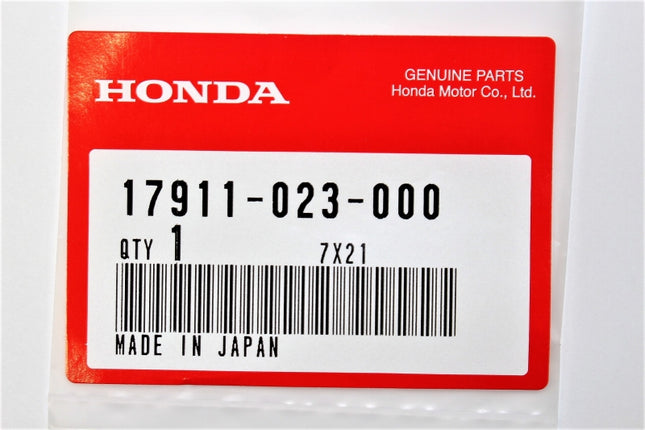 HONDA
GENUINE PARTS
Honda Motor Co., Ltd.
17911-023-000
QTY 1 7X21
MADE IN JAPAN